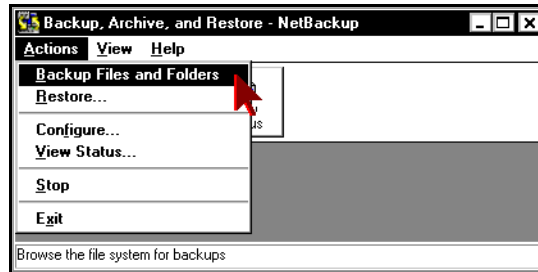 Backup, Archive, and Restore - NetBackup
Actions View Help
Backup Files and Folders
Restore...
Configure...
View Status...
Stop
Exit
Browse the file system for backups